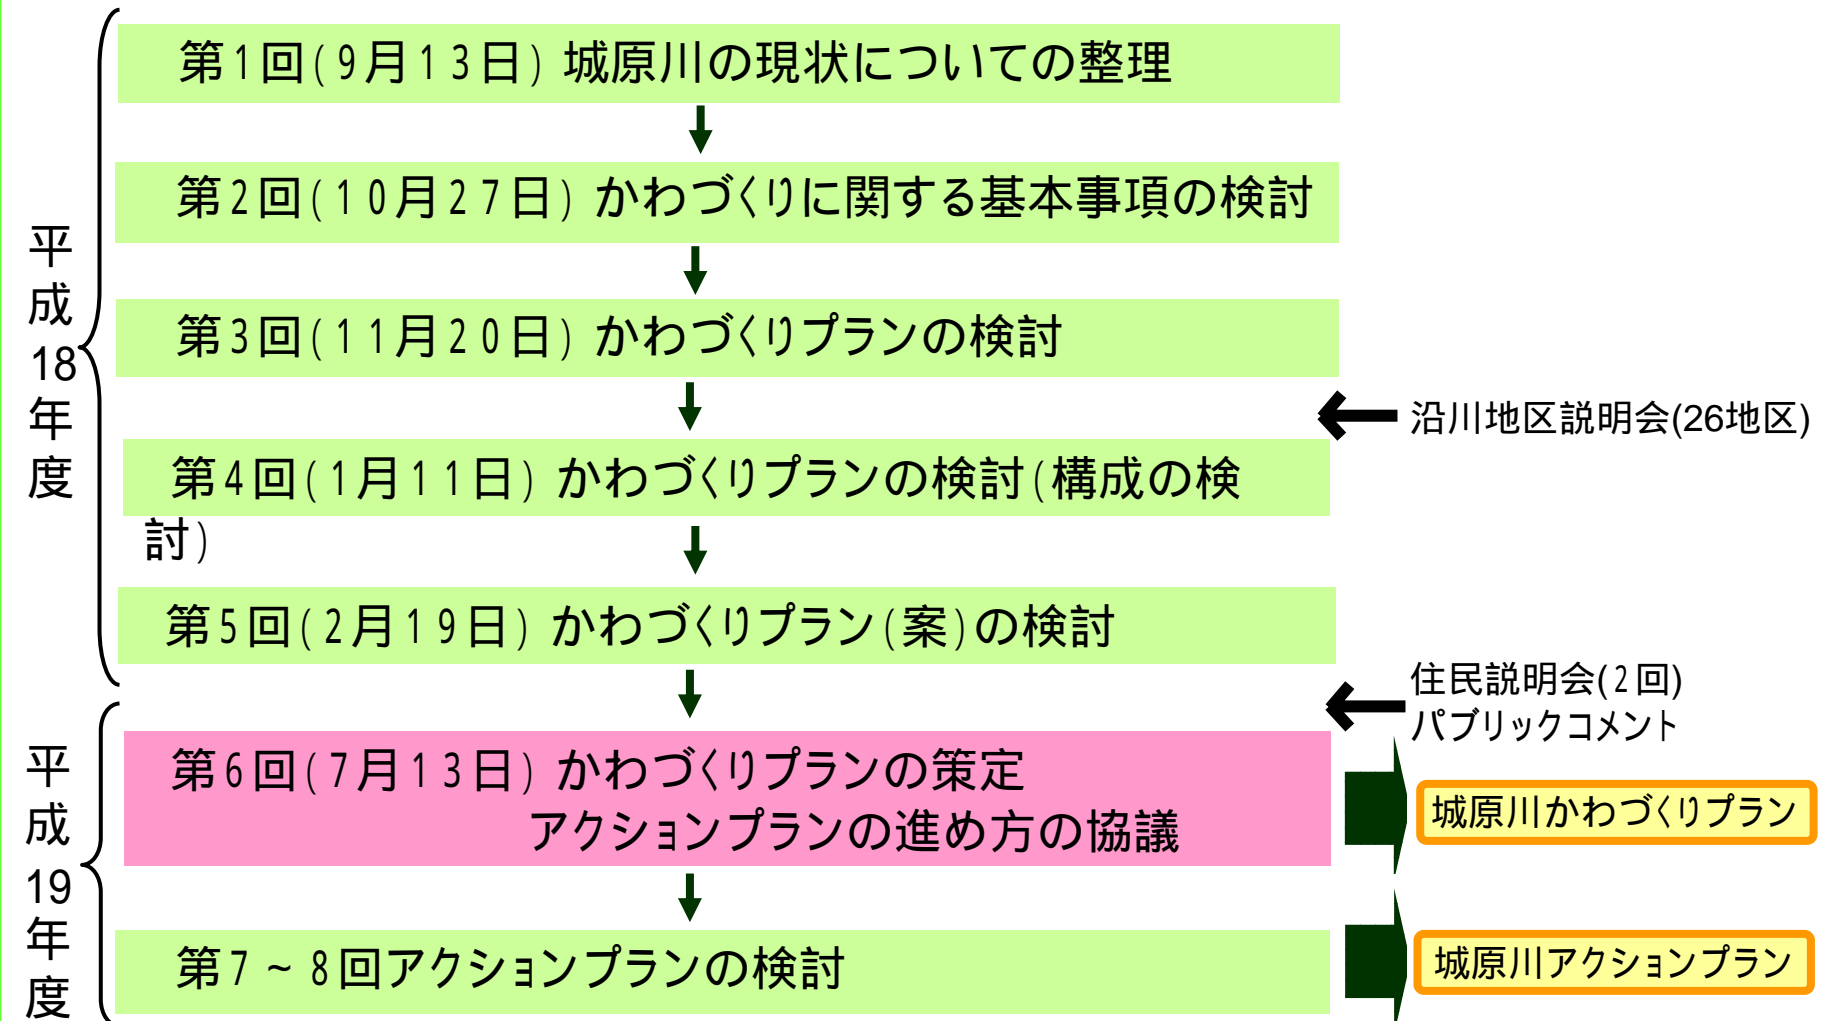 平成18年度
第1回(9月13日) 城原川の現状についての整理
第2回(10月27日) かわづくりに関する基本事項の検討
第3回(11月20日) かわづくりプランの検討
沿川地区説明会(26地区)
第4回(1月11日) かわづくりプランの検討(構成の検
討)
第5回(2月19日) かわづくりプラン(案)の検討
住民説明会(2回)
パブリックコメント
平成19年度
第6回(7月13日) かわづくりプランの策定
アクションプランの進め方の協議
城原川かわづくりプラン
第7~8回アクションプランの検討
城原川アクションプラン